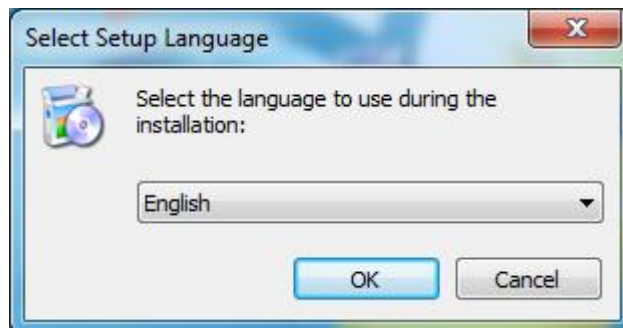 Select Setup Language
Select the language to use during the
installation:
English
OK
Cancel